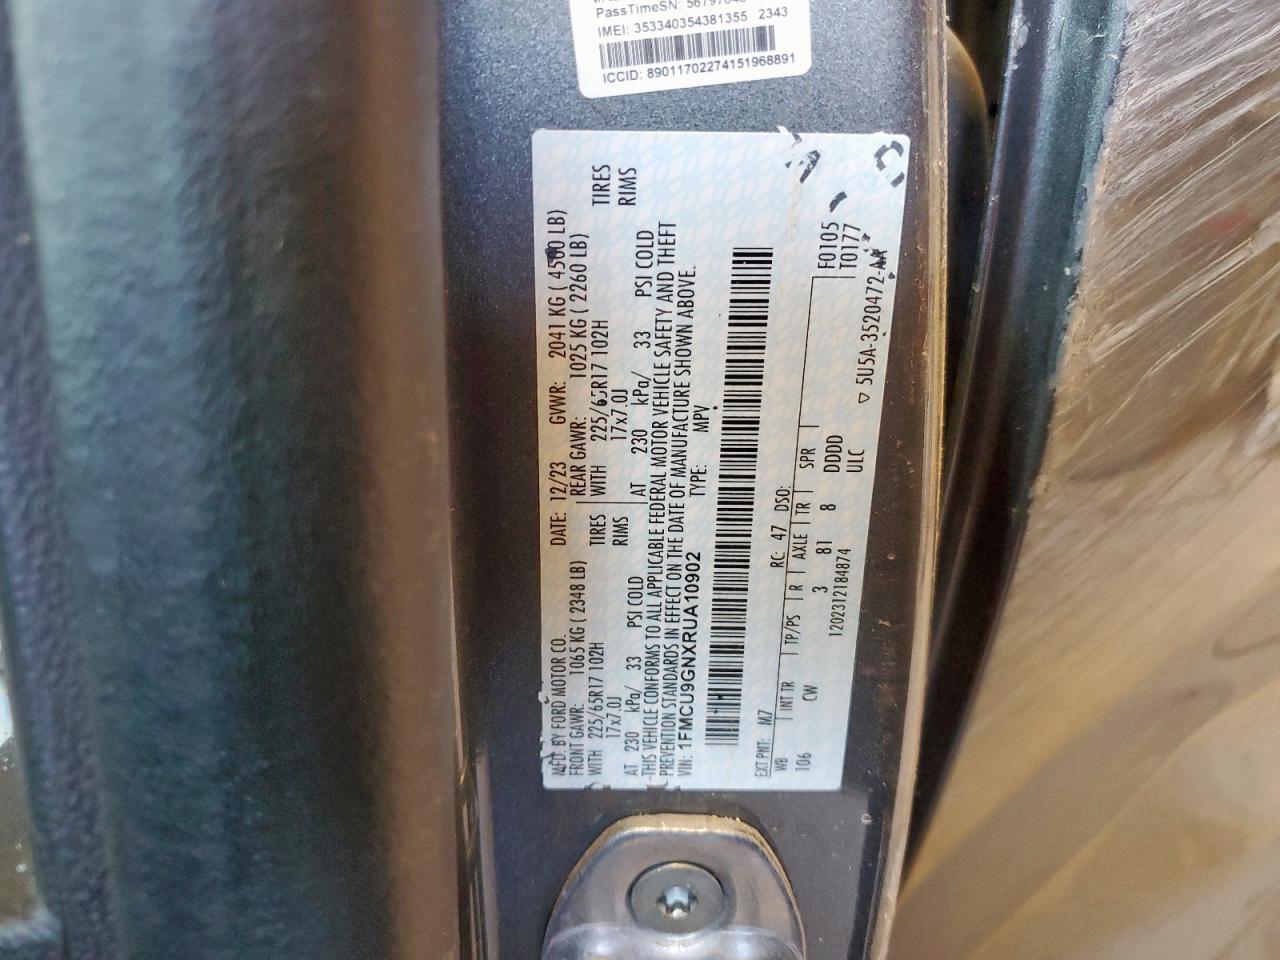 PassTimeSN:
IMEI: 353340354381355 2343
ICCID: 89011702274151968891
MFD. BY FORD MOTOR CO. DATE: 12/23 GVWR: 2041 KG ( 4500 LB)
FRONT GAWR: 1065 KG ( 2348 LB) REAR GAWR: 1025 KG ( 2260 LB)
WITH 225/65R17 102H TIRES WITH 225/65R17 102H TIRES
17x7.0J RIMS 17x7.0J RIMS
AT 230 kPa/ 33 PSI COLD AT 230 kPa/ 33 PSI COLD
THIS VEHICLE CONFORMS TO ALL APPLICABLE FEDERAL MOTOR VEHICLE SAFETY AND THEFT
PREVENTION STANDARDS IN EFFECT ON THE DATE OF MANUFACTURE SHOWN ABOVE.
VIN: 1FMCU9GNXRUA10902 TYPE: MPV
EXT PNT: M7 RC: 47 DSO:
WB INT TR TP/PS R AXLE TR SPR F0105
106 CW 3 81 8 DDDD T0177
120231218487​4 ULC
▽ 5U5A-3520472-AA